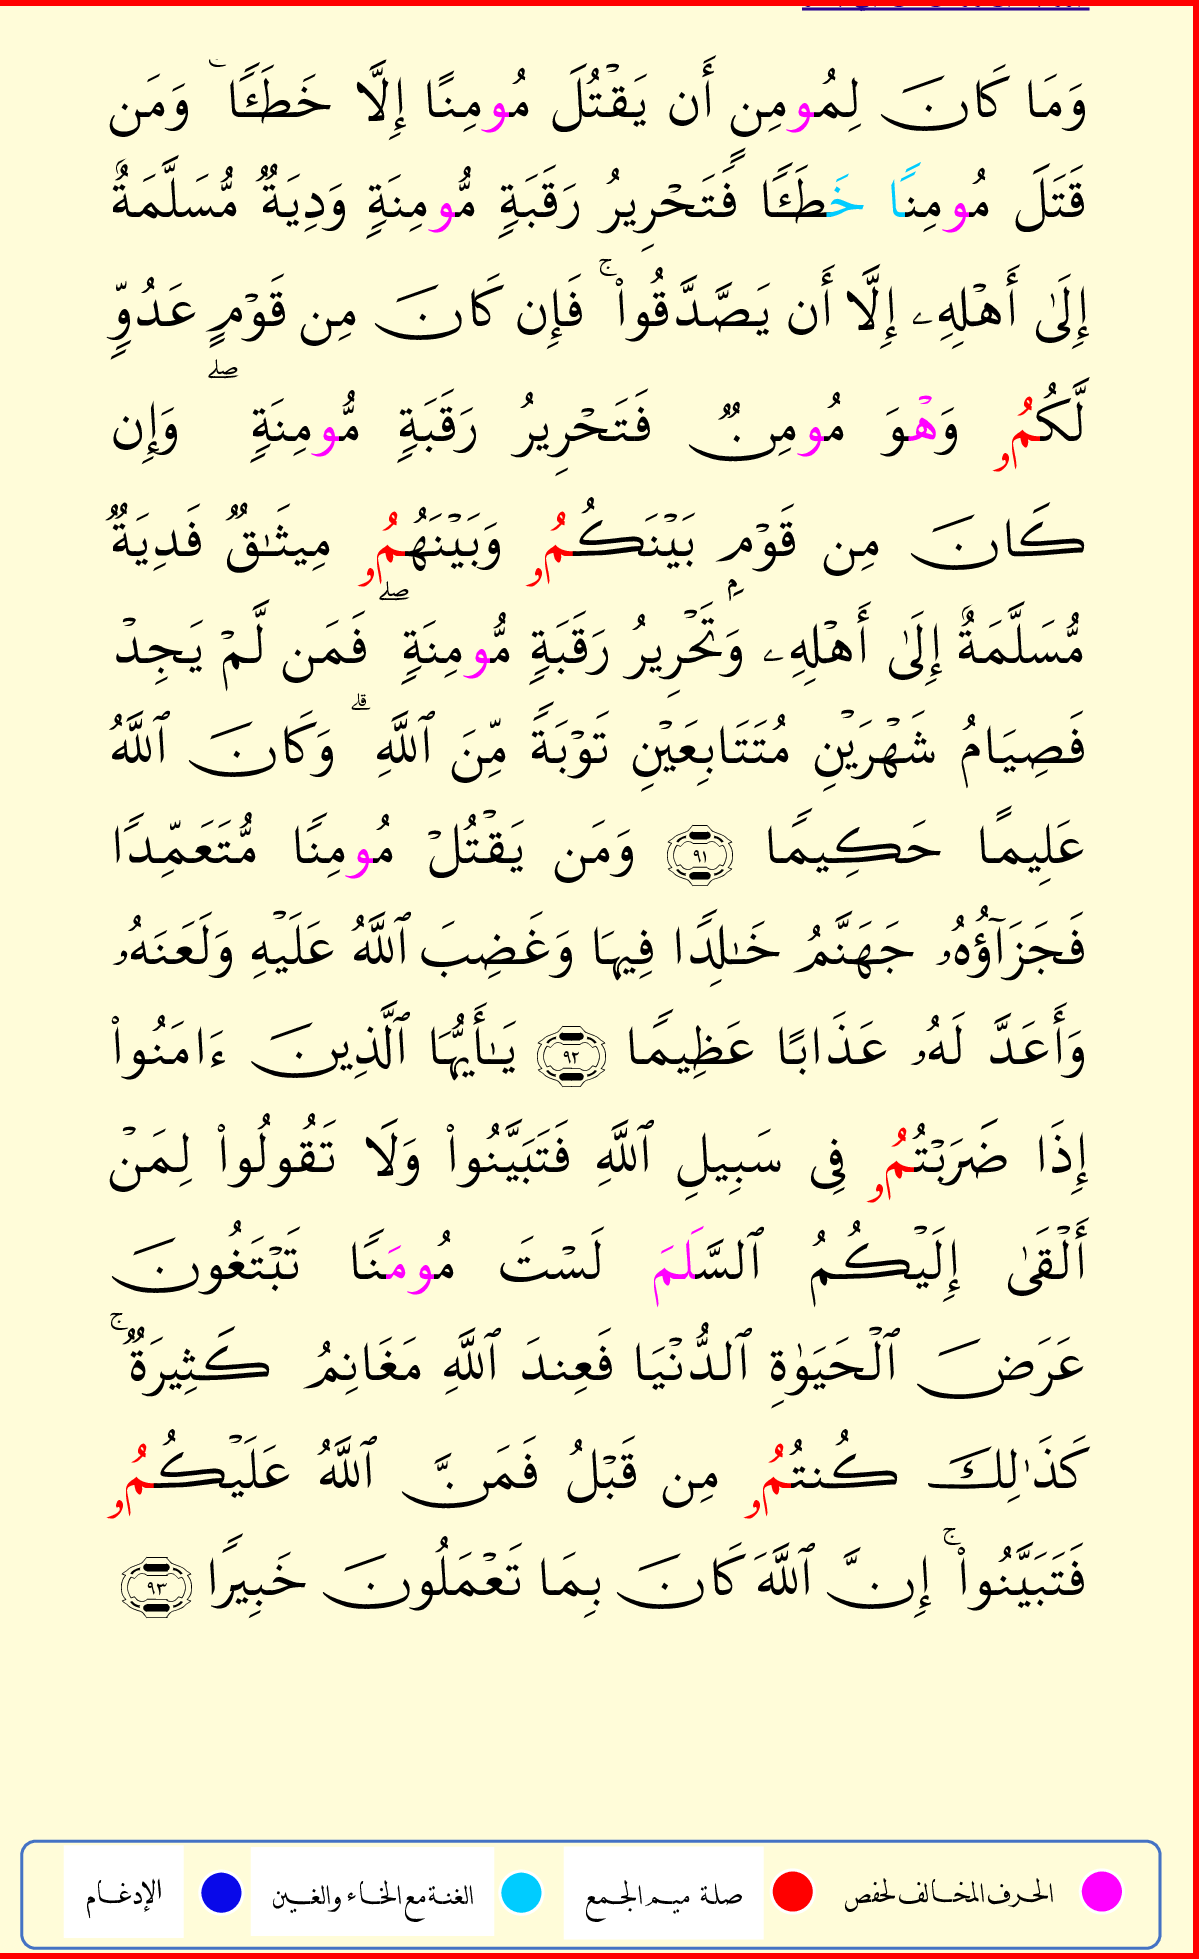 وَمَا كَانَ لِمُومِنٍ أَن يَقْتُلَ مُومِنًا إِلَّا خَطَـًٔا ۚ وَمَن
قَتَلَ مُومِنًا خَطَـًٔا فَتَحْرِيرُ رَقَبَةٍ مُّومِنَةٍ وَدِيَةٌ مُّسَلَّمَةٌ
إِلَىٰ أَهْلِهِۦ إِلَّا أَن يَصَّدَّقُوا۟ ۚ فَإِن كَانَ مِن قَوْمٍ عَدُوٍّ
لَّكُمُۥ وَهْوَ مُومِنٌ فَتَحْرِيرُ رَقَبَةٍ مُّومِنَةٍ ۖ وَإِن
كَانَ مِن قَوْمٍۭ بَيْنَكُمُۥ وَبَيْنَهُمُۥ مِيثَـٰقٌ فَدِيَةٌ
مُّسَلَّمَةٌ إِلَىٰ أَهْلِهِۦ وَتَحْرِيرُ رَقَبَةٍ مُّومِنَةٍ ۖ فَمَن لَّمْ يَجِدْ
فَصِيَامُ شَهْرَيْنِ مُتَتَابِعَيْنِ تَوْبَةً مِّنَ ٱللَّهِ ۗ وَكَانَ ٱللَّهُ
عَلِيمًا حَكِيمًا ٩١ وَمَن يَقْتُلْ مُومِنًا مُّتَعَمِّدًا
فَجَزَآؤُهُۥ جَهَنَّمُ خَـٰلِدًا فِيهَا وَغَضِبَ ٱللَّهُ عَلَيْهِ وَلَعَنَهُۥ
وَأَعَدَّ لَهُۥ عَذَابًا عَظِيمًا ٩٢ يَـٰأَيُّهَا ٱلَّذِينَ ءَامَنُوا۟
إِذَا ضَرَبْتُمُۥ فِى سَبِيلِ ٱللَّهِ فَتَبَيَّنُوا۟ وَلَا تَقُولُوا۟ لِمَنْ
أَلْقَىٰ إِلَيْكُمُ ٱلسَّلَمَ لَسْتَ مُومَنًا تَبْتَغُونَ
عَرَضَ ٱلْحَيَوٰةِ ٱلدُّنْيَا فَعِندَ ٱللَّهِ مَغَانِمُ كَثِيرَةٌ ۚ
كَذَٰلِكَ كُنتُمُۥ مِن قَبْلُ فَمَنَّ ٱللَّهُ عَلَيْكُمُۥ
فَتَبَيَّنُوا۟ ۚ إِنَّ ٱللَّهَ كَانَ بِمَا تَعْمَلُونَ خَبِيرًا ٩٣
الحرف المخالف لحفص صلة ميم الجمع الغنة مع الخاء والغين الإدغام